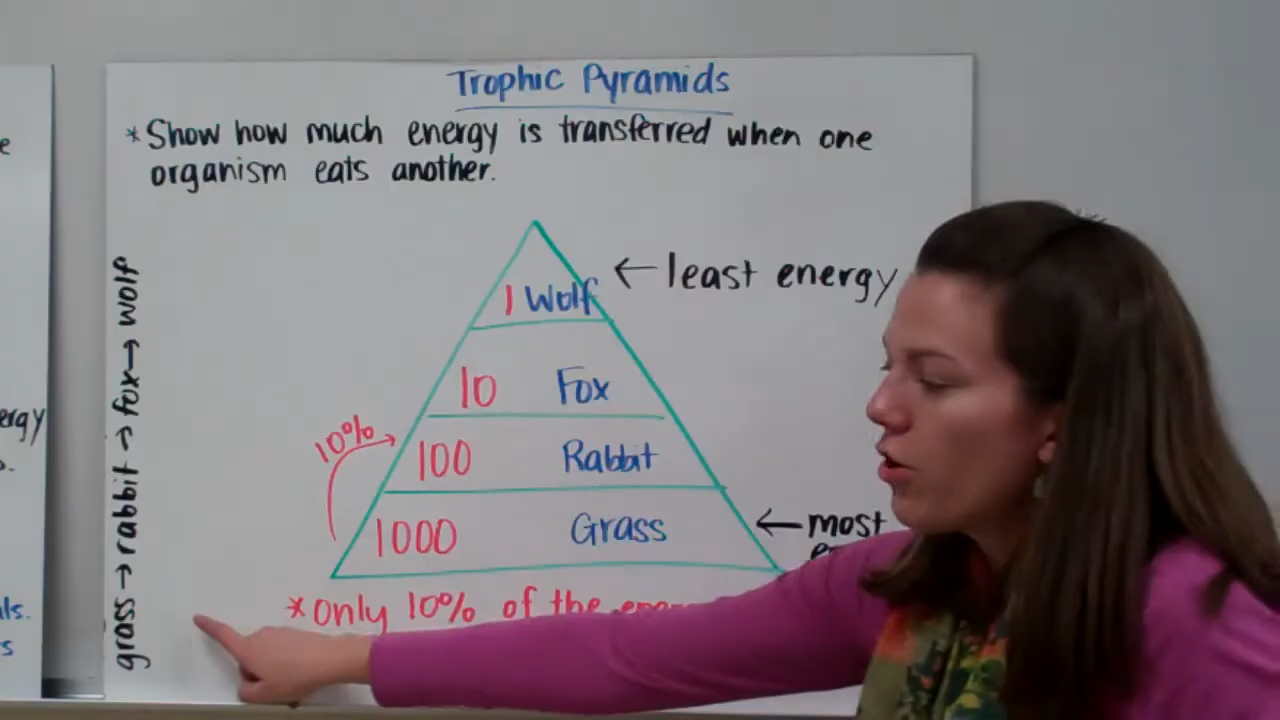 Trophic Pyramids
* Show how much energy is transferred when one
organism eats another.
grass → rabbit → fox → wolf
1 Wolf
← least energy
10 Fox
10%
100 Rabbit
1000 Grass
← most
* only 10% of the